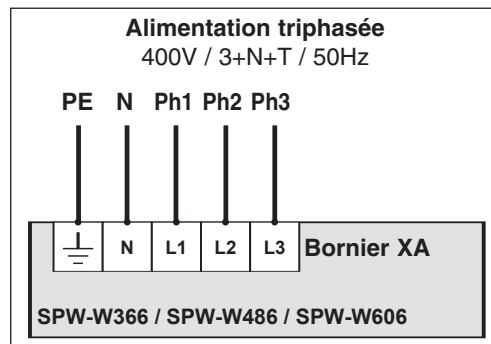 Alimentation triphasée
400V / 3+N+T / 50Hz
PE N Ph1 Ph2 Ph3
N L1 L2 L3 Bornier XA
SPW-W366 / SPW-W486 / SPW-W606